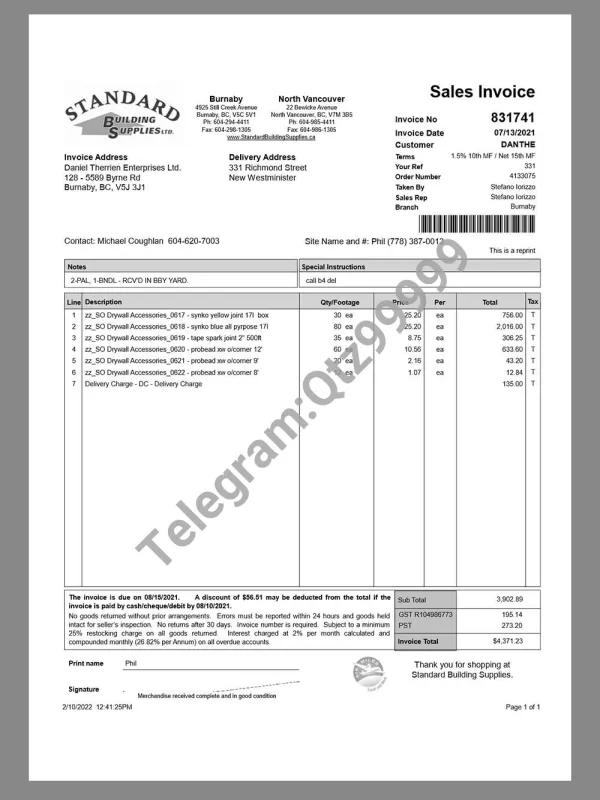 STANDARD
BUILDING
SUPPLIES LTD.
Burnaby
4925 Still Creek Avenue
Burnaby, BC, V5C 5V1
Ph: 604-294-4411
Fax: 604-298-1305
North Vancouver
22 Bewicke Avenue
North Vancouver, BC, V7M 3B5
Ph: 604-985-4411
Fax: 604-986-1305
www.StandardBuildingSupplies.ca
Sales Invoice
Invoice No 831741
Invoice Date 07/13/2021
Customer DANTHE
Terms 1.5% 10th MF / Net 15th MF
Your Ref 331
Order Number 4133075
Taken By Stefano Iorizzo
Sales Rep Stefano Iorizzo
Branch Burnaby
Invoice Address
Daniel Therrien Enterprises Ltd.
128 - 5589 Byrne Rd
Burnaby, BC, V5J 3J1
Delivery Address
331 Richmond Street
New Westminister
Contact: Michael Coughlan 604-620-7003
Site Name and #: Phil (778) 387-0012
This is a reprint
Notes
Special Instructions
2-PAL, 1-BNDL - RCV'D IN BBY YARD.
call b4 del
Line Description Qty/Footage Price Per Total Tax
1 zz_SO Drywall Accessories_0617 - synko yellow joint 17l box 30 ea 25.20 ea 756.00 T
2 zz_SO Drywall Accessories_0618 - synko blue all pyrpose 17l 80 ea 25.20 ea 2,016.00 T
3 zz_SO Drywall Accessories_0619 - tape spark joint 2" 500ft 35 ea 8.75 ea 306.25 T
4 zz_SO Drywall Accessories_0620 - probead xw o/corner 12' 60 ea 10.56 ea 633.60 T
5 zz_SO Drywall Accessories_0621 - probead xw o/corner9' 20 ea 2.16 ea 43.20 T
6 zz_SO Drywall Accessories_0622 - probead xw o/corner 8' 12 ea 1.07 ea 12.84 T
7 Delivery Charge - DC - Delivery Charge 135.00 T
Telegram:Qtz99999
The invoice is due on 08/15/2021. A discount of $56.51 may be deducted from the total if the
invoice is paid by cash/cheque/debit by 08/10/2021.
No goods returned without prior arrangements. Errors must be reported within 24 hours and goods held
intact for seller's inspection. No returns after 30 days. Invoice number is required. Subject to a minimum
25% restocking charge on all goods returned. Interest charged at 2% per month calculated and
compounded monthly (26.82% per Annum) on all overdue accounts.
Sub Total 3,902.89
GST R104986773 195.14
PST 273.20
Invoice Total $4,371.23
Print name Phil
Signature
Merchandise received complete and in good condition
Thank you for shopping at
Standard Building Supplies.
2/10/2022 12:41:25PM
Page 1 of 1